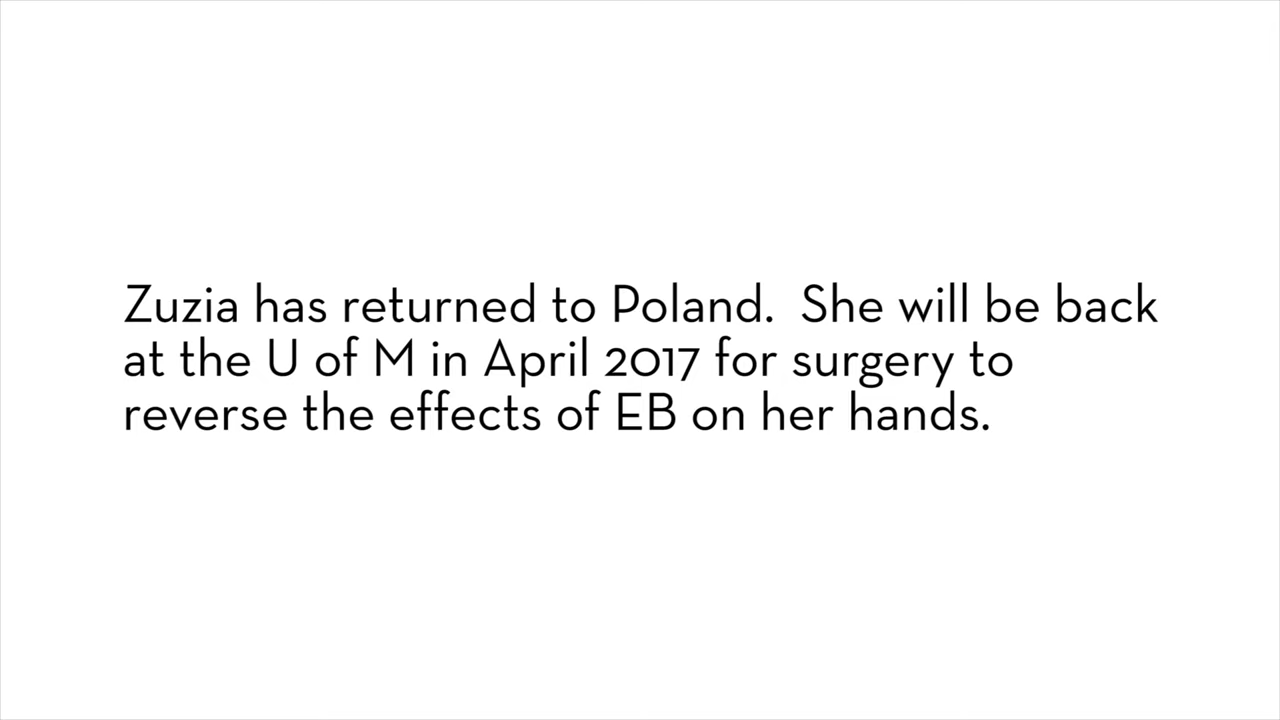 Zuzia has returned to Poland.  She will be back
at the U of M in April 2017 for surgery to
reverse the effects of EB on her hands.